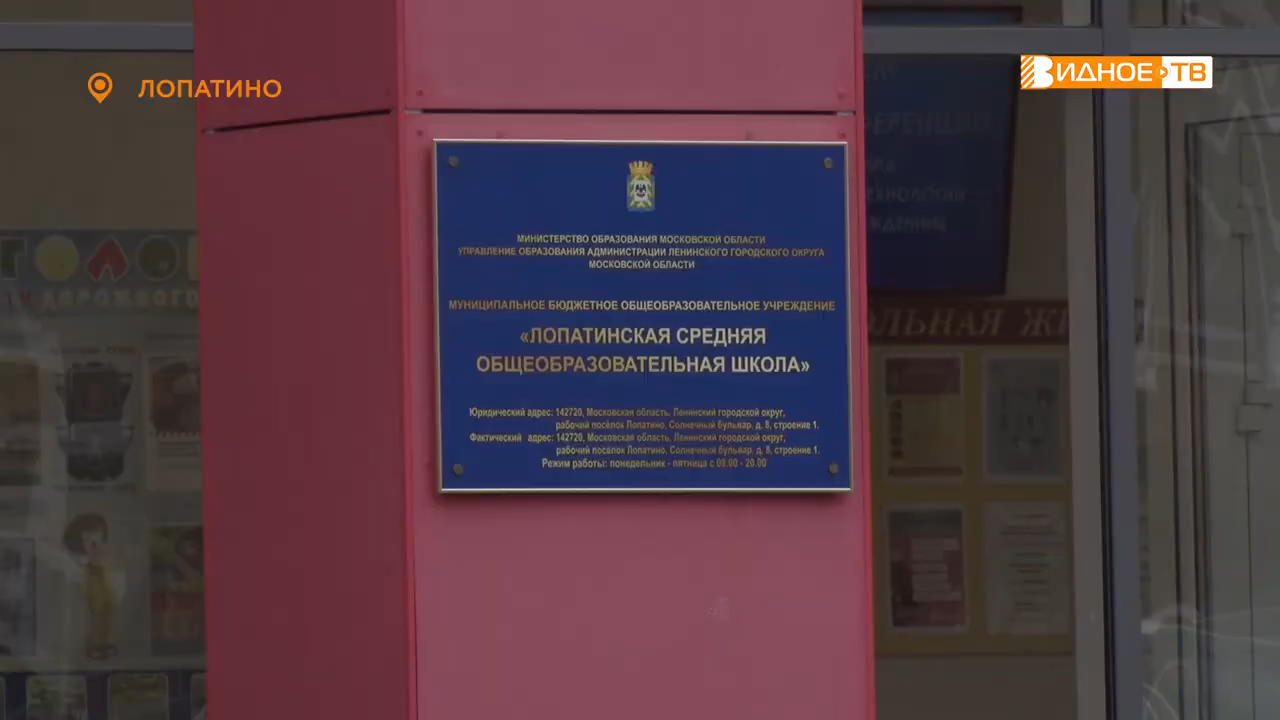 ЛОПАТИНО
ВИДНОЕ ТВ
МИНИСТЕРСТВО ОБРАЗОВАНИЯ МОСКОВСКОЙ ОБЛАСТИ
УПРАВЛЕНИЕ ОБРАЗОВАНИЯ АДМИНИСТРАЦИИ ЛЕНИНСКОГО ГОРОДСКОГО ОКРУГА
МОСКОВСКОЙ ОБЛАСТИ
МУНИЦИПАЛЬНОЕ БЮДЖЕТНОЕ ОБЩЕОБРАЗОВАТЕЛЬНОЕ УЧРЕЖДЕНИЕ
«ЛОПАТИНСКАЯ СРЕДНЯЯ
ОБЩЕОБРАЗОВАТЕЛЬНАЯ ШКОЛА»
Юридический адрес: 142720, Московская область, Ленинский городской округ,
рабочий посёлок Лопатино, Солнечный бульвар, д. 8, строение 1.
Фактический адрес: 142720, Московская область, Ленинский городской округ,
рабочий посёлок Лопатино, Солнечный бульвар, д. 8, строение 1.
Режим работы: понедельник - пятница с 08.00 - 20.00